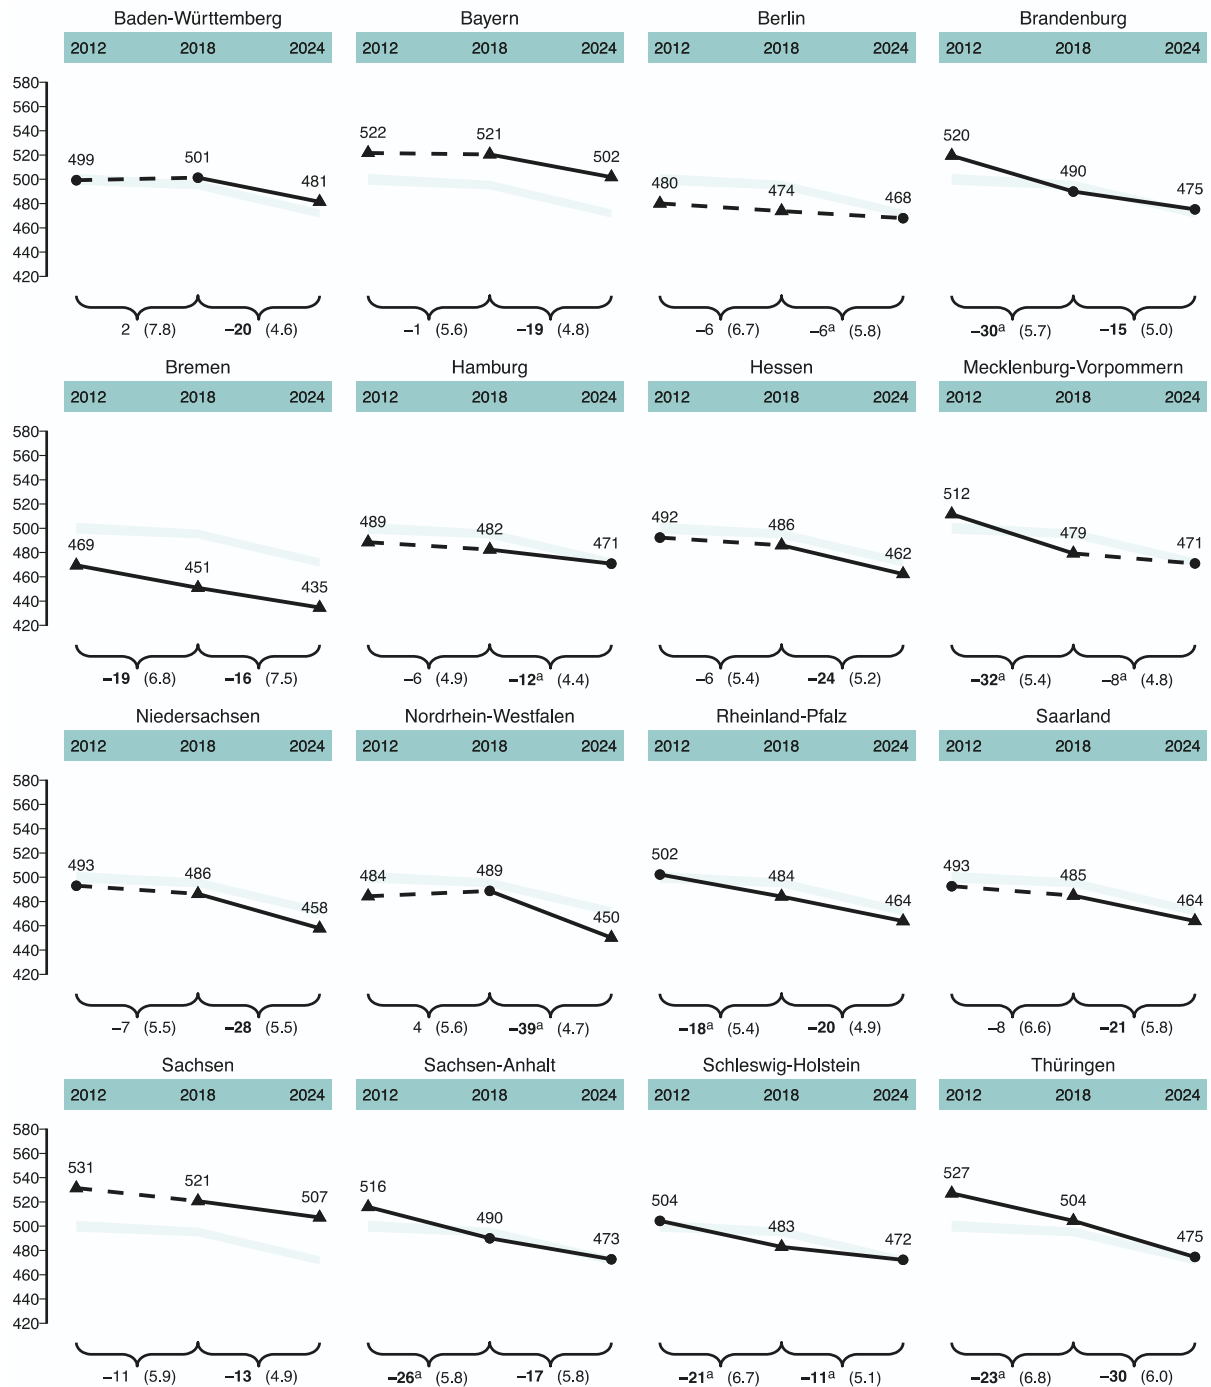 Baden-Württemberg Bayern Berlin Brandenburg
2012 2018 2024 2012 2018 2024 2012 2018 2024 2012 2018 2024
580
560
540
520
500
480
460
440
420
499 501 481
522 521 502
480 474 468
520 490 475
2 (7.8) –20 (4.6) –1 (5.6) –19 (4.8) –6 (6.7) –6ᵃ (5.8) –30ᵃ (5.7) –15 (5.0)
Bremen Hamburg Hessen Mecklenburg-Vorpommern
2012 2018 2024 2012 2018 2024 2012 2018 2024 2012 2018 2024
580
560
540
520
500
480
460
440
420
469 451 435
489 482 471
492 486 462
512 479 471
–19 (6.8) –16 (7.5) –6 (4.9) –12ᵃ (4.4) –6 (5.4) –24 (5.2) –32ᵃ (5.4) –8ᵃ (4.8)
Niedersachsen Nordrhein-Westfalen Rheinland-Pfalz Saarland
2012 2018 2024 2012 2018 2024 2012 2018 2024 2012 2018 2024
580
560
540
520
500
480
460
440
420
493 486 458
484 489 450
502 484 464
493 485 464
–7 (5.5) –28 (5.5) 4 (5.6) –39ᵃ (4.7) –18ᵃ (5.4) –20 (4.9) –8 (6.6) –21 (5.8)
Sachsen Sachsen-Anhalt Schleswig-Holstein Thüringen
2012 2018 2024 2012 2018 2024 2012 2018 2024 2012 2018 2024
580
560
540
520
500
480
460
440
420
531 521 507
516 490 473
504 483 472
527 504 475
–11 (5.9) –13 (4.9) –26ᵃ (5.8) –17 (5.8) –21ᵃ (6.7) –11ᵃ (5.1) –23ᵃ (6.8) –30 (6.0)